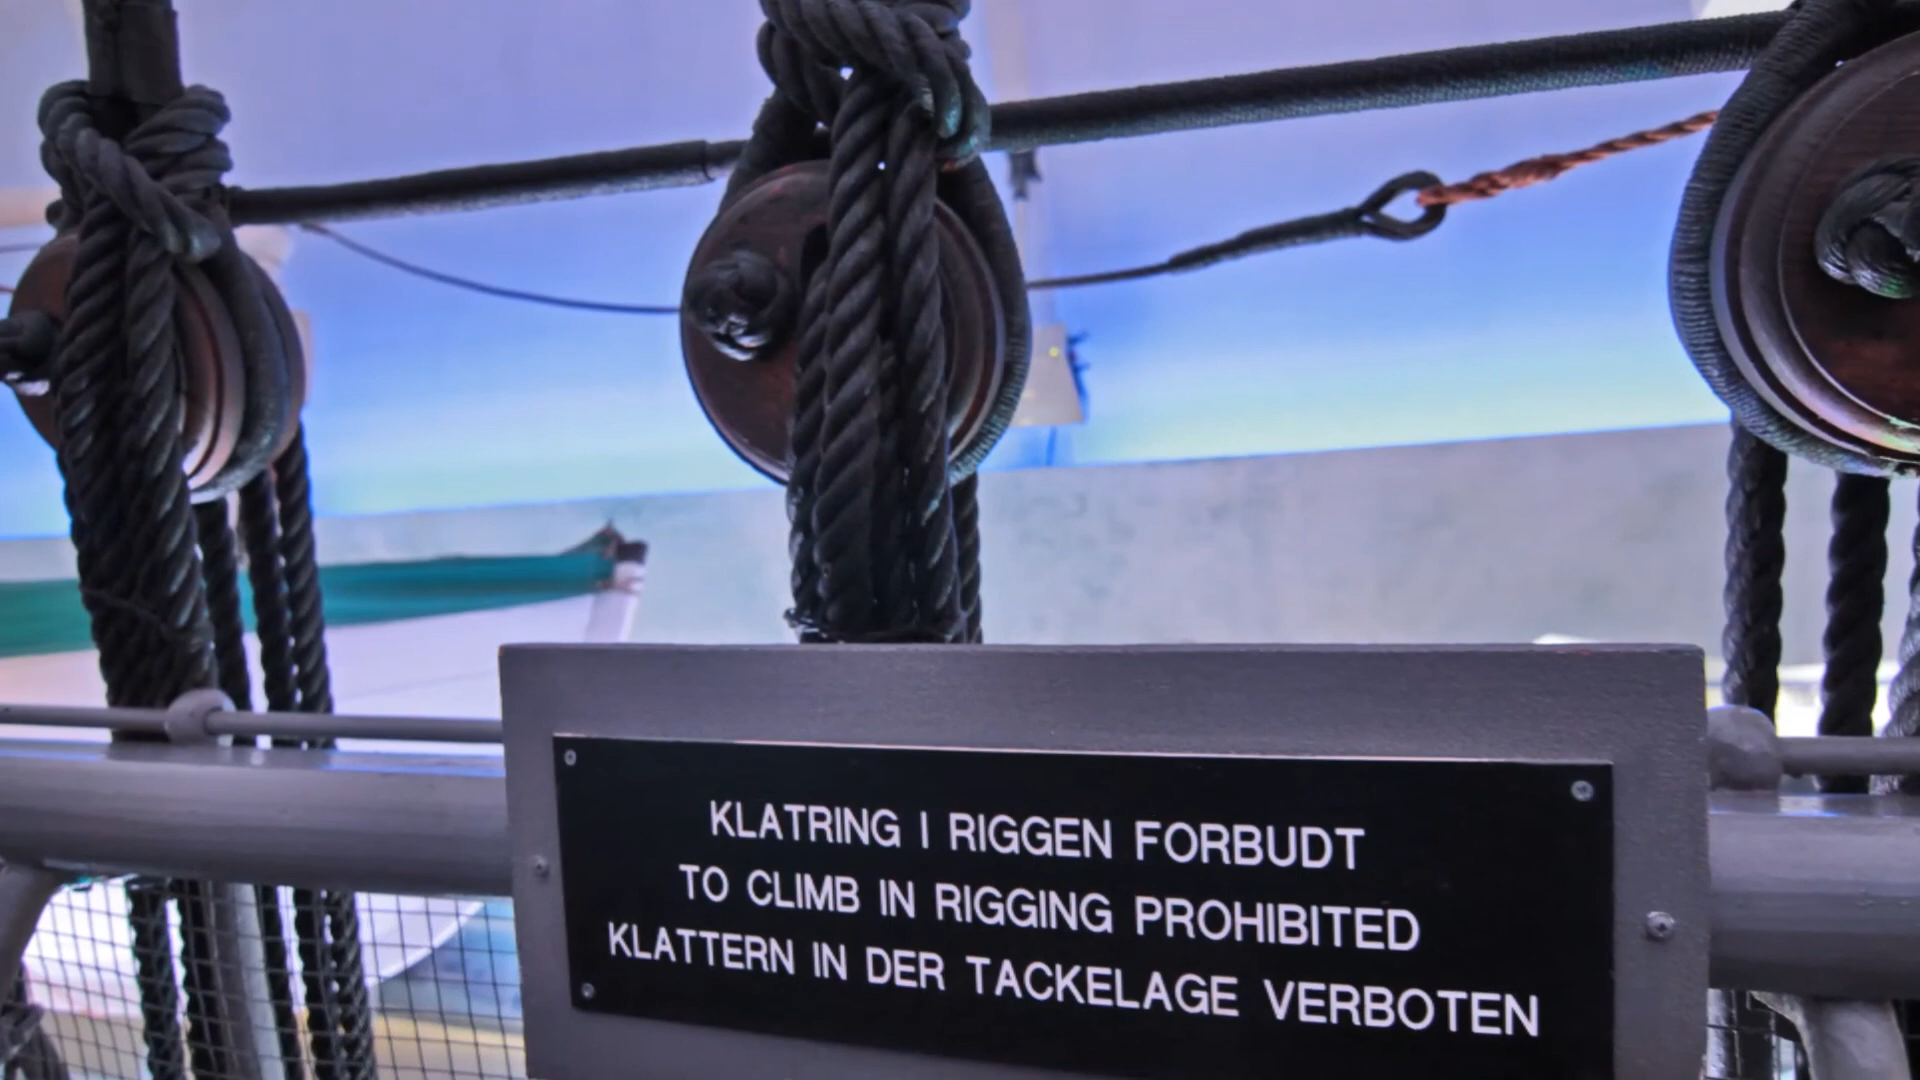 KLATRING I RIGGEN FORBUDT
TO CLIMB IN RIGGING PROHIBITED
KLATTERN IN DER TACKELAGE VERBOTEN